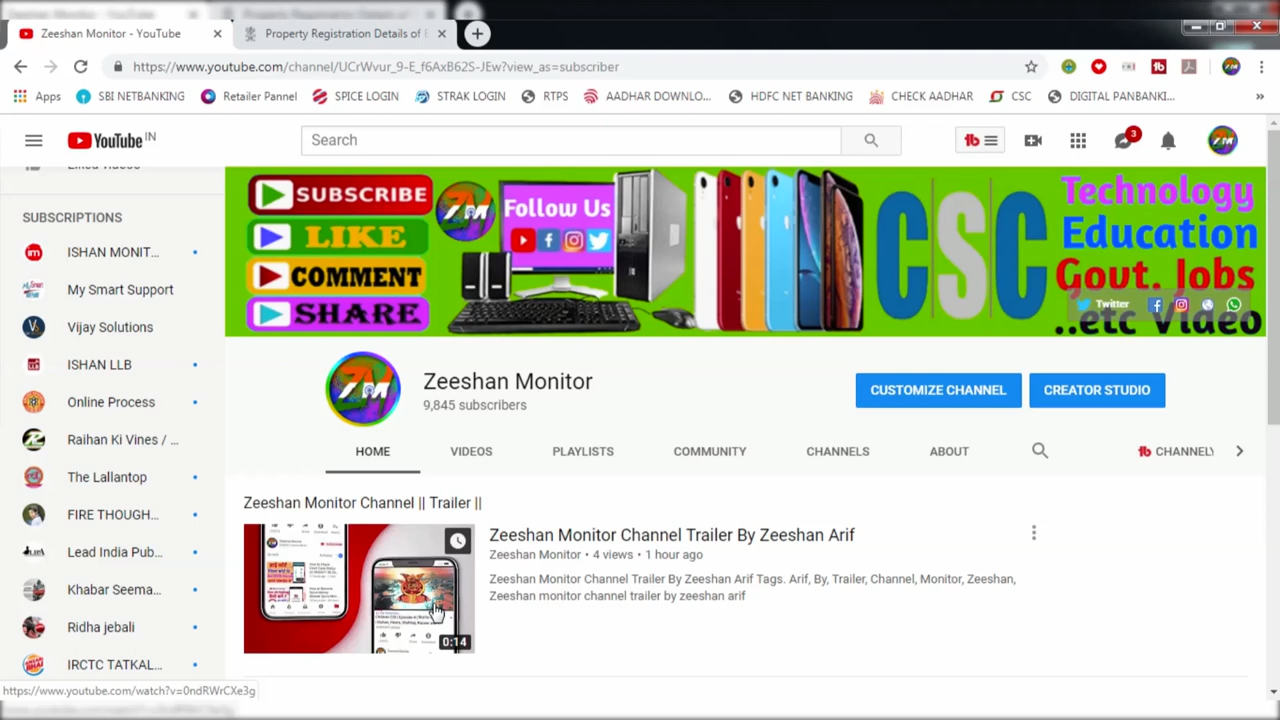 Zeeshan Monitor - YouTube
Property Registration Details of
https://www.youtube.com/channel/UCrWvur_9-E_f6AxB62S-JEw?view_as=subscriber
Apps SBI NETBANKING Retailer Pannel SPICE LOGIN STRAK LOGIN RTPS AADHAR DOWNLO... HDFC NET BANKING CHECK AADHAR CSC DIGITAL PANBANKI... »
YouTube IN
Search
3
SUBSCRIPTIONS
ISHAN MONIT...
My Smart Support
Vijay Solutions
ISHAN LLB
Online Process
Raihan Ki Vines / ...
The Lallantop
FIRE THOUGH...
Lead India Pub...
Khabar Seema...
Ridha jebali
IRCTC TATKAL...
SUBSCRIBE
LIKE
COMMENT
SHARE
ZM
Follow Us
CSC
Technology
Education
Govt. Jobs
..etc Video
Twitter
ZM
Zeeshan Monitor
9,845 subscribers
CUSTOMIZE CHANNEL
CREATOR STUDIO
HOME VIDEOS PLAYLISTS COMMUNITY CHANNELS ABOUT
Zeeshan Monitor Channel || Trailer ||
0:14
Zeeshan Monitor Channel Trailer By Zeeshan Arif
Zeeshan Monitor • 4 views • 1 hour ago
Zeeshan Monitor Channel Trailer By Zeeshan Arif Tags. Arif, By, Trailer, Channel, Monitor, Zeeshan,
Zeeshan monitor channel trailer by zeeshan arif
https://www.youtube.com/watch?v=0ndRWrCXe3g